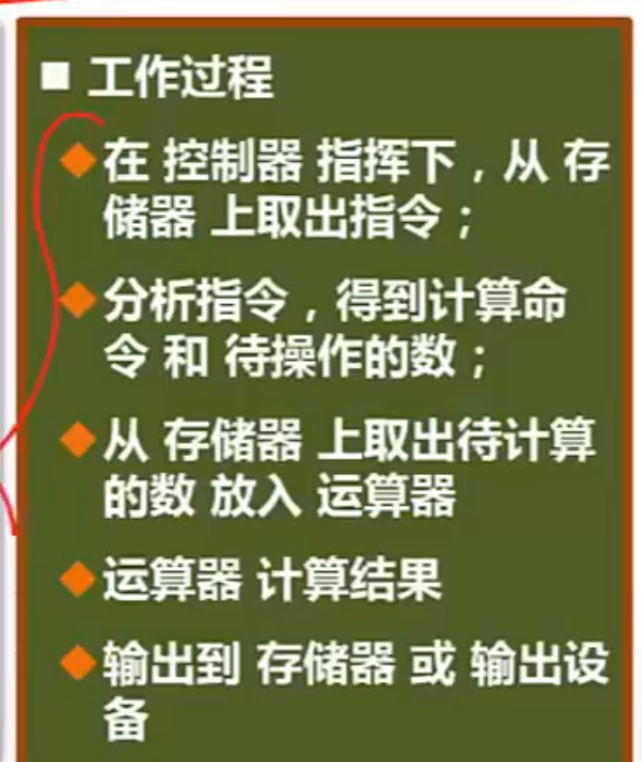 ■ 工作过程
◆在 控制器 指挥下，从 存
储器 上取出指令；
◆分析指令，得到计算命
令 和 待操作的数；
◆从 存储器 上取出待计算
的数 放入 运算器
◆运算器 计算结果
◆输出到 存储器 或 输出设
备